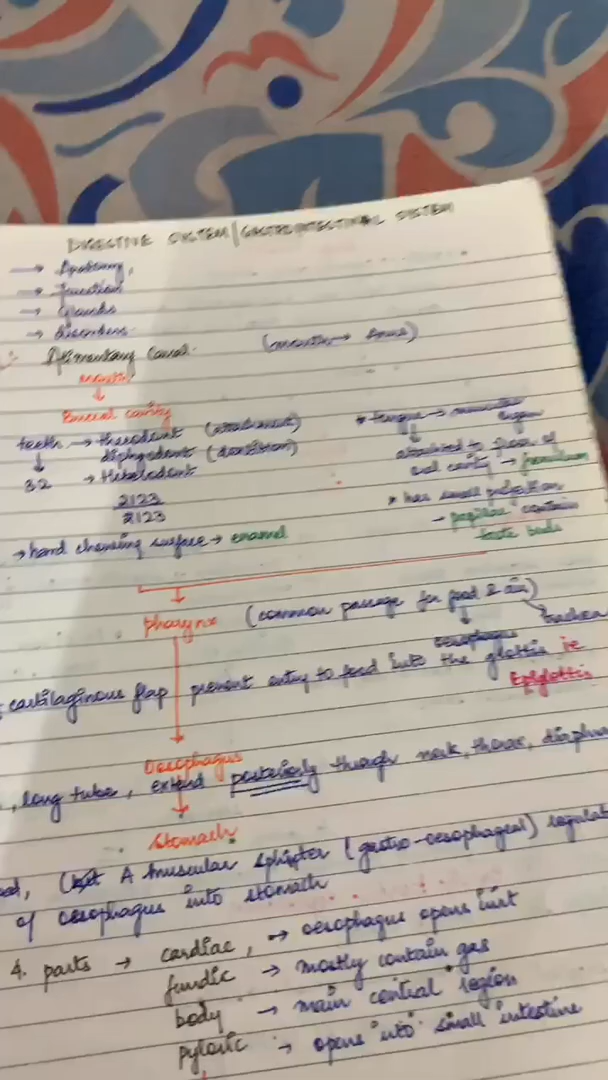 DIGESTIVE SYSTEM/GASTROINTESTINAL SYSTEM
→ Anatomy,
→ function
→ Glands
→ disorders
Alimentary Canal. (mouth → Anus)
mouth
↓
Buccal cavity
teeth → thecodont (attachment)
diphyodont (dentition)
↓
32 → Heterodont
2123
2123
→ hard chewing surface → enamel
* tongue → muscular organ
↓
attached to floor of
oral cavity → frenulum
* has small projection
- papillae contain
taste buds
pharynx (common passage for food & air)
oesophagus trachea
cartilaginous flap prevent entry to food into the glottis ie
Epiglottis
Oesophagus
, long tube, extend posteriorly through neck, thorax,
Stomach
A muscular sphincter (gastro-oesophageal)
of oesophagus into stomach
4. parts → cardiac, → oesophagus opens
fundic → mostly contain gas
body → main central region
pyloric → opens into small intestine